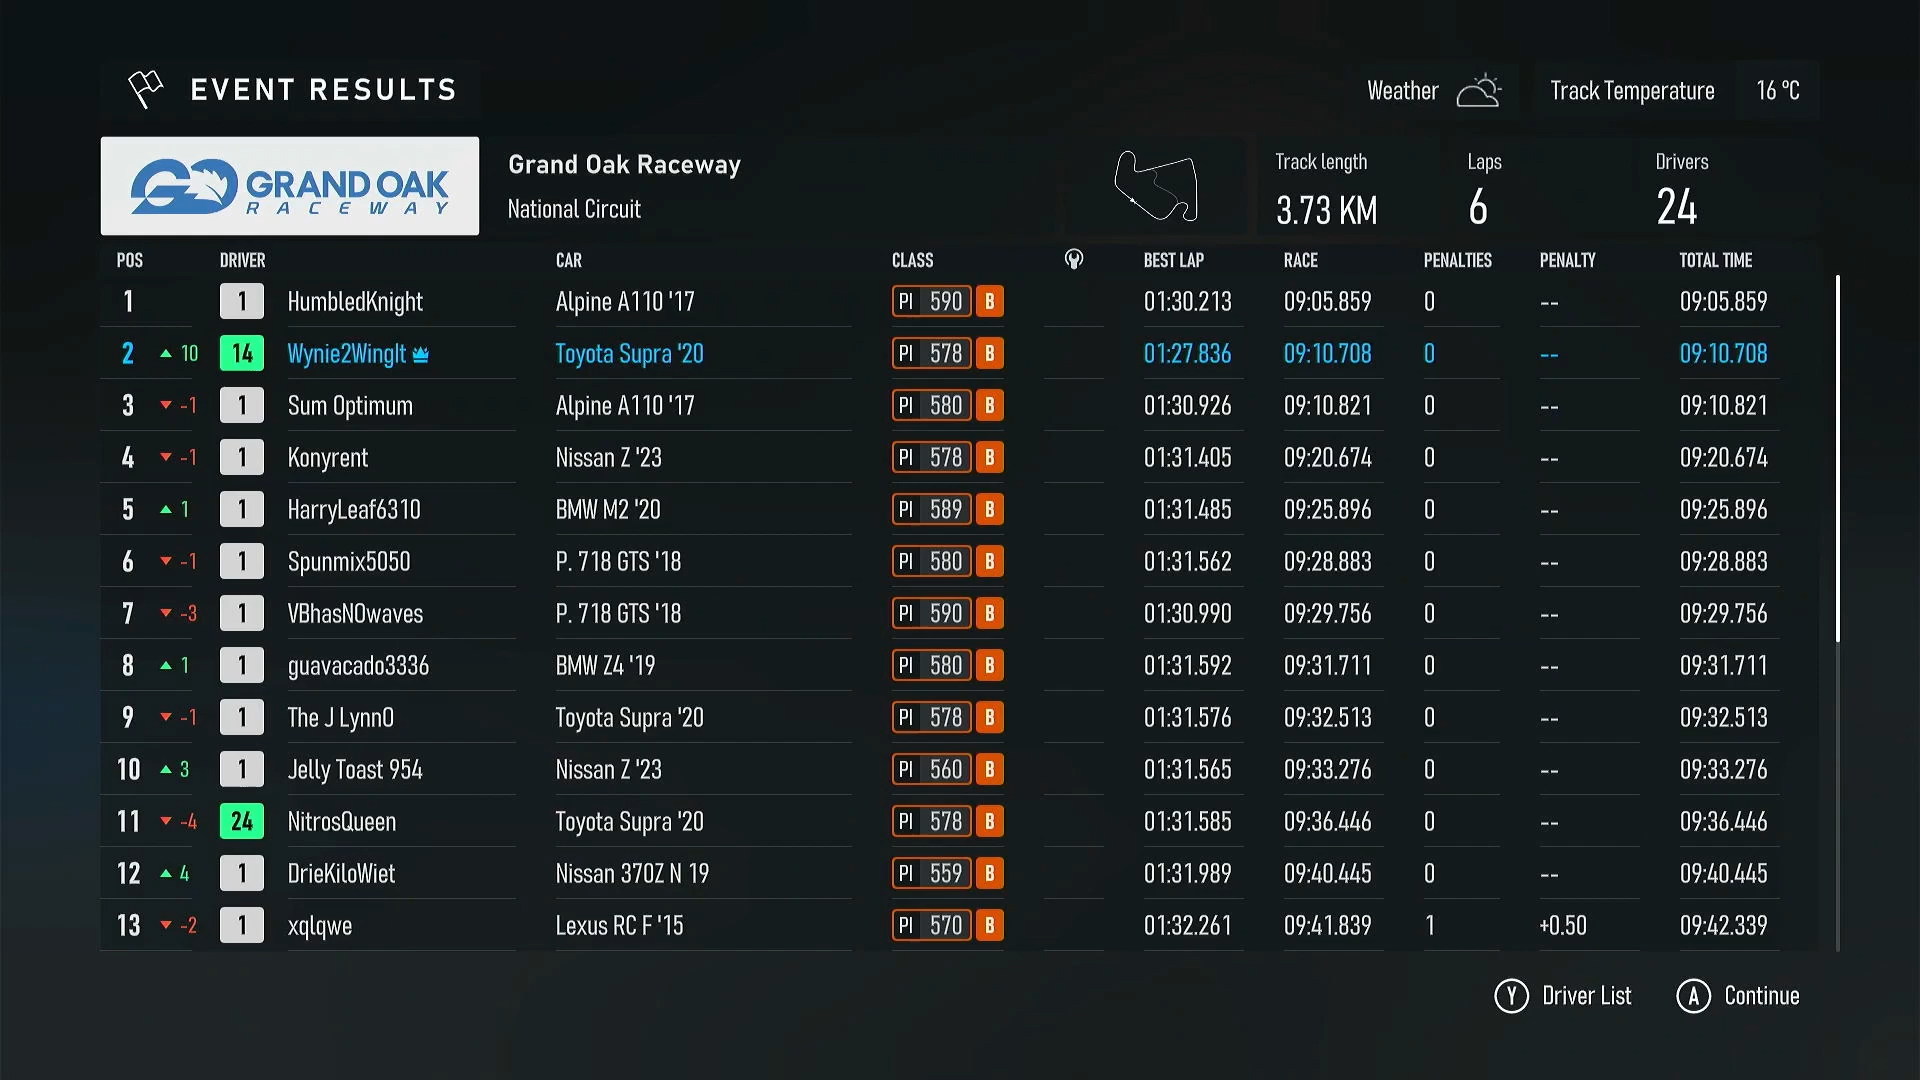 EVENT RESULTS
Weather Track Temperature 16 °C
GRAND OAK
RACEWAY
Grand Oak Raceway
National Circuit
Track length Laps Drivers
3.73 KM 6 24
POS DRIVER CAR CLASS BEST LAP RACE PENALTIES PENALTY TOTAL TIME
1 1 HumbledKnight Alpine A110 '17 PI 590 B 01:30.213 09:05.859 0 -- 09:05.859
2 ▲ 10 14 Wynie2WingIt Toyota Supra '20 PI 578 B 01:27.836 09:10.708 0 -- 09:10.708
3 ▼ -1 1 Sum Optimum Alpine A110 '17 PI 580 B 01:30.926 09:10.821 0 -- 09:10.821
4 ▼ -1 1 Konyrent Nissan Z '23 PI 578 B 01:31.405 09:20.674 0 -- 09:20.674
5 ▲ 1 1 HarryLeaf6310 BMW M2 '20 PI 589 B 01:31.485 09:25.896 0 -- 09:25.896
6 ▼ -1 1 Spunmix5050 P. 718 GTS '18 PI 580 B 01:31.562 09:28.883 0 -- 09:28.883
7 ▼ -3 1 VBhasNOwaves P. 718 GTS '18 PI 590 B 01:30.990 09:29.756 0 -- 09:29.756
8 ▲ 1 1 guavacado3336 BMW Z4 '19 PI 580 B 01:31.592 09:31.711 0 -- 09:31.711
9 ▼ -1 1 The J LynnO Toyota Supra '20 PI 578 B 01:31.576 09:32.513 0 -- 09:32.513
10 ▲ 3 1 Jelly Toast 954 Nissan Z '23 PI 560 B 01:31.565 09:33.276 0 -- 09:33.276
11 ▼ -4 24 NitrosQueen Toyota Supra '20 PI 578 B 01:31.585 09:36.446 0 -- 09:36.446
12 ▲ 4 1 DrieKiloWiet Nissan 370Z N 19 PI 559 B 01:31.989 09:40.445 0 -- 09:40.445
13 ▼ -2 1 xqlqwe Lexus RC F '15 PI 570 B 01:32.261 09:41.839 1 +0.50 09:42.339
Y Driver List A Continue